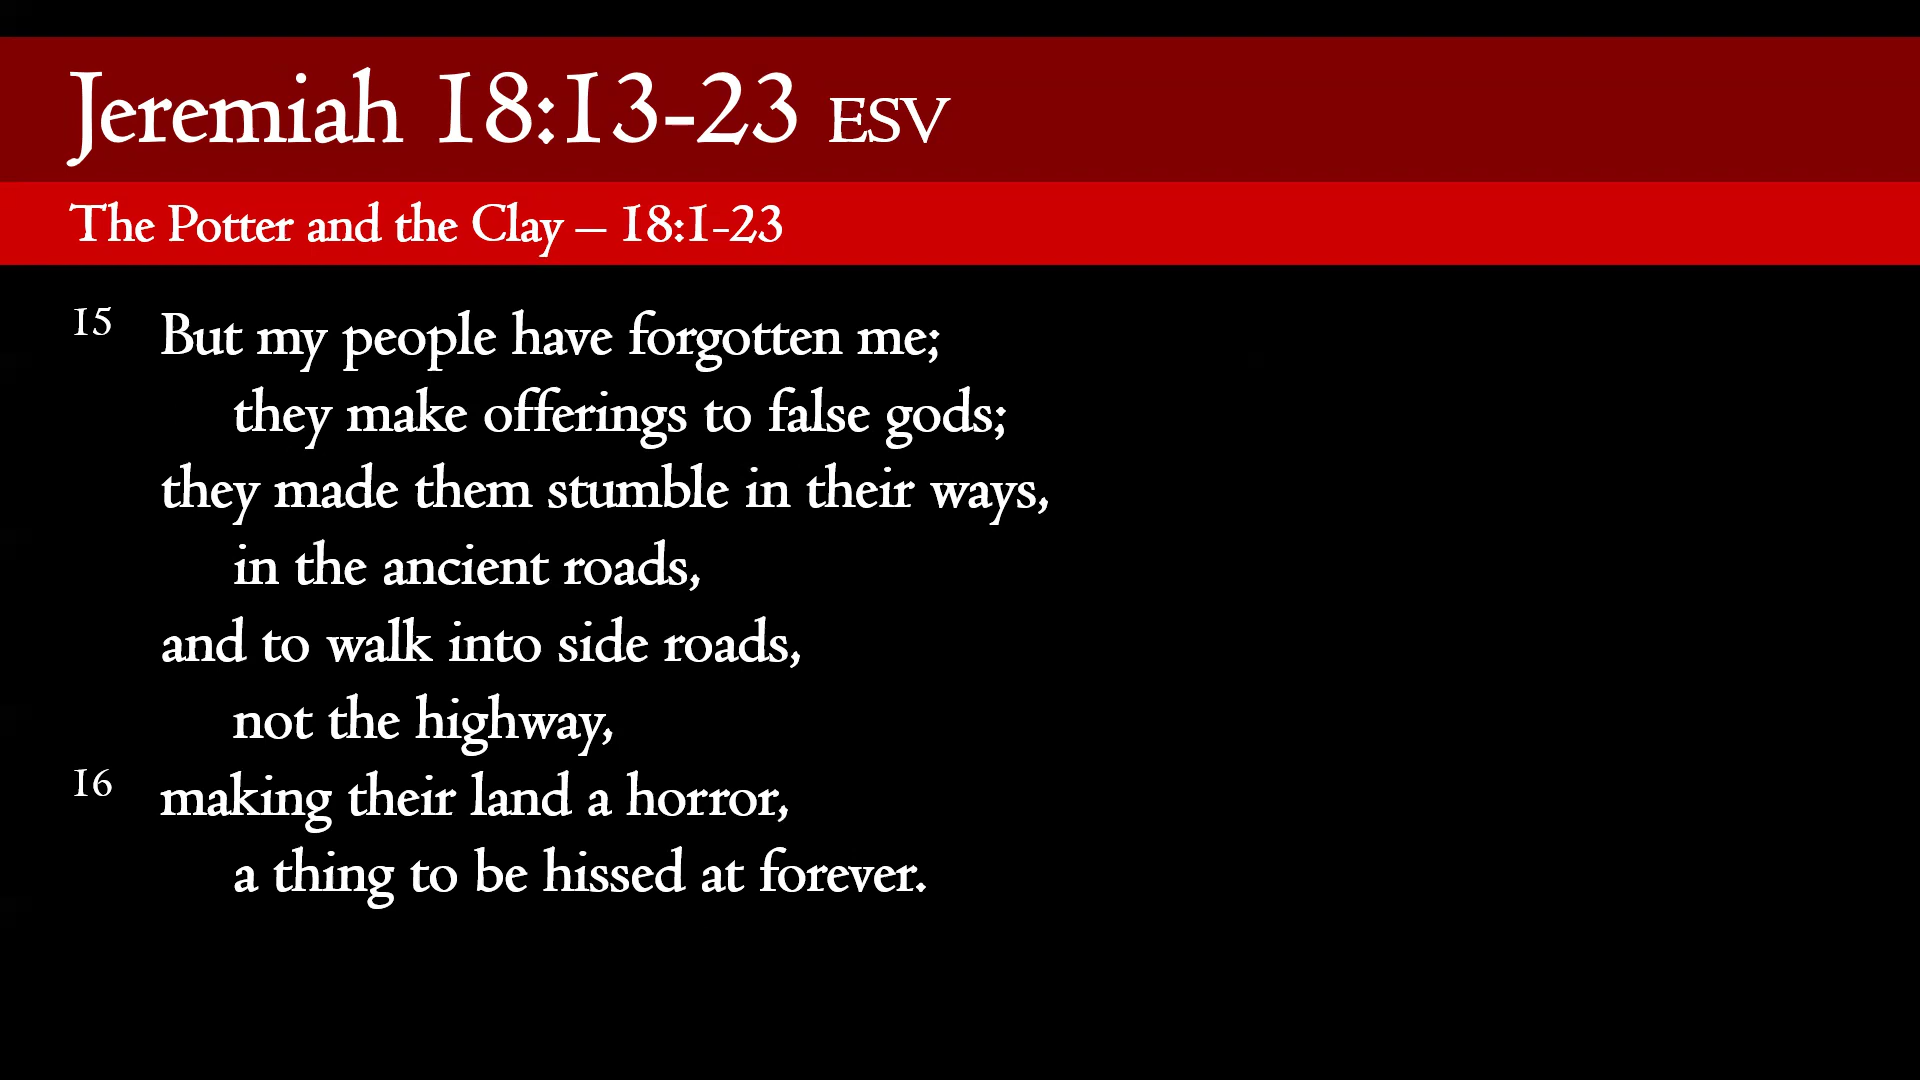 Jeremiah 18:13-23 ESV
The Potter and the Clay – 18:1-23
15 But my people have forgotten me;
they make offerings to false gods;
they made them stumble in their ways,
in the ancient roads,
and to walk into side roads,
not the highway,
16 making their land a horror,
a thing to be hissed at forever.